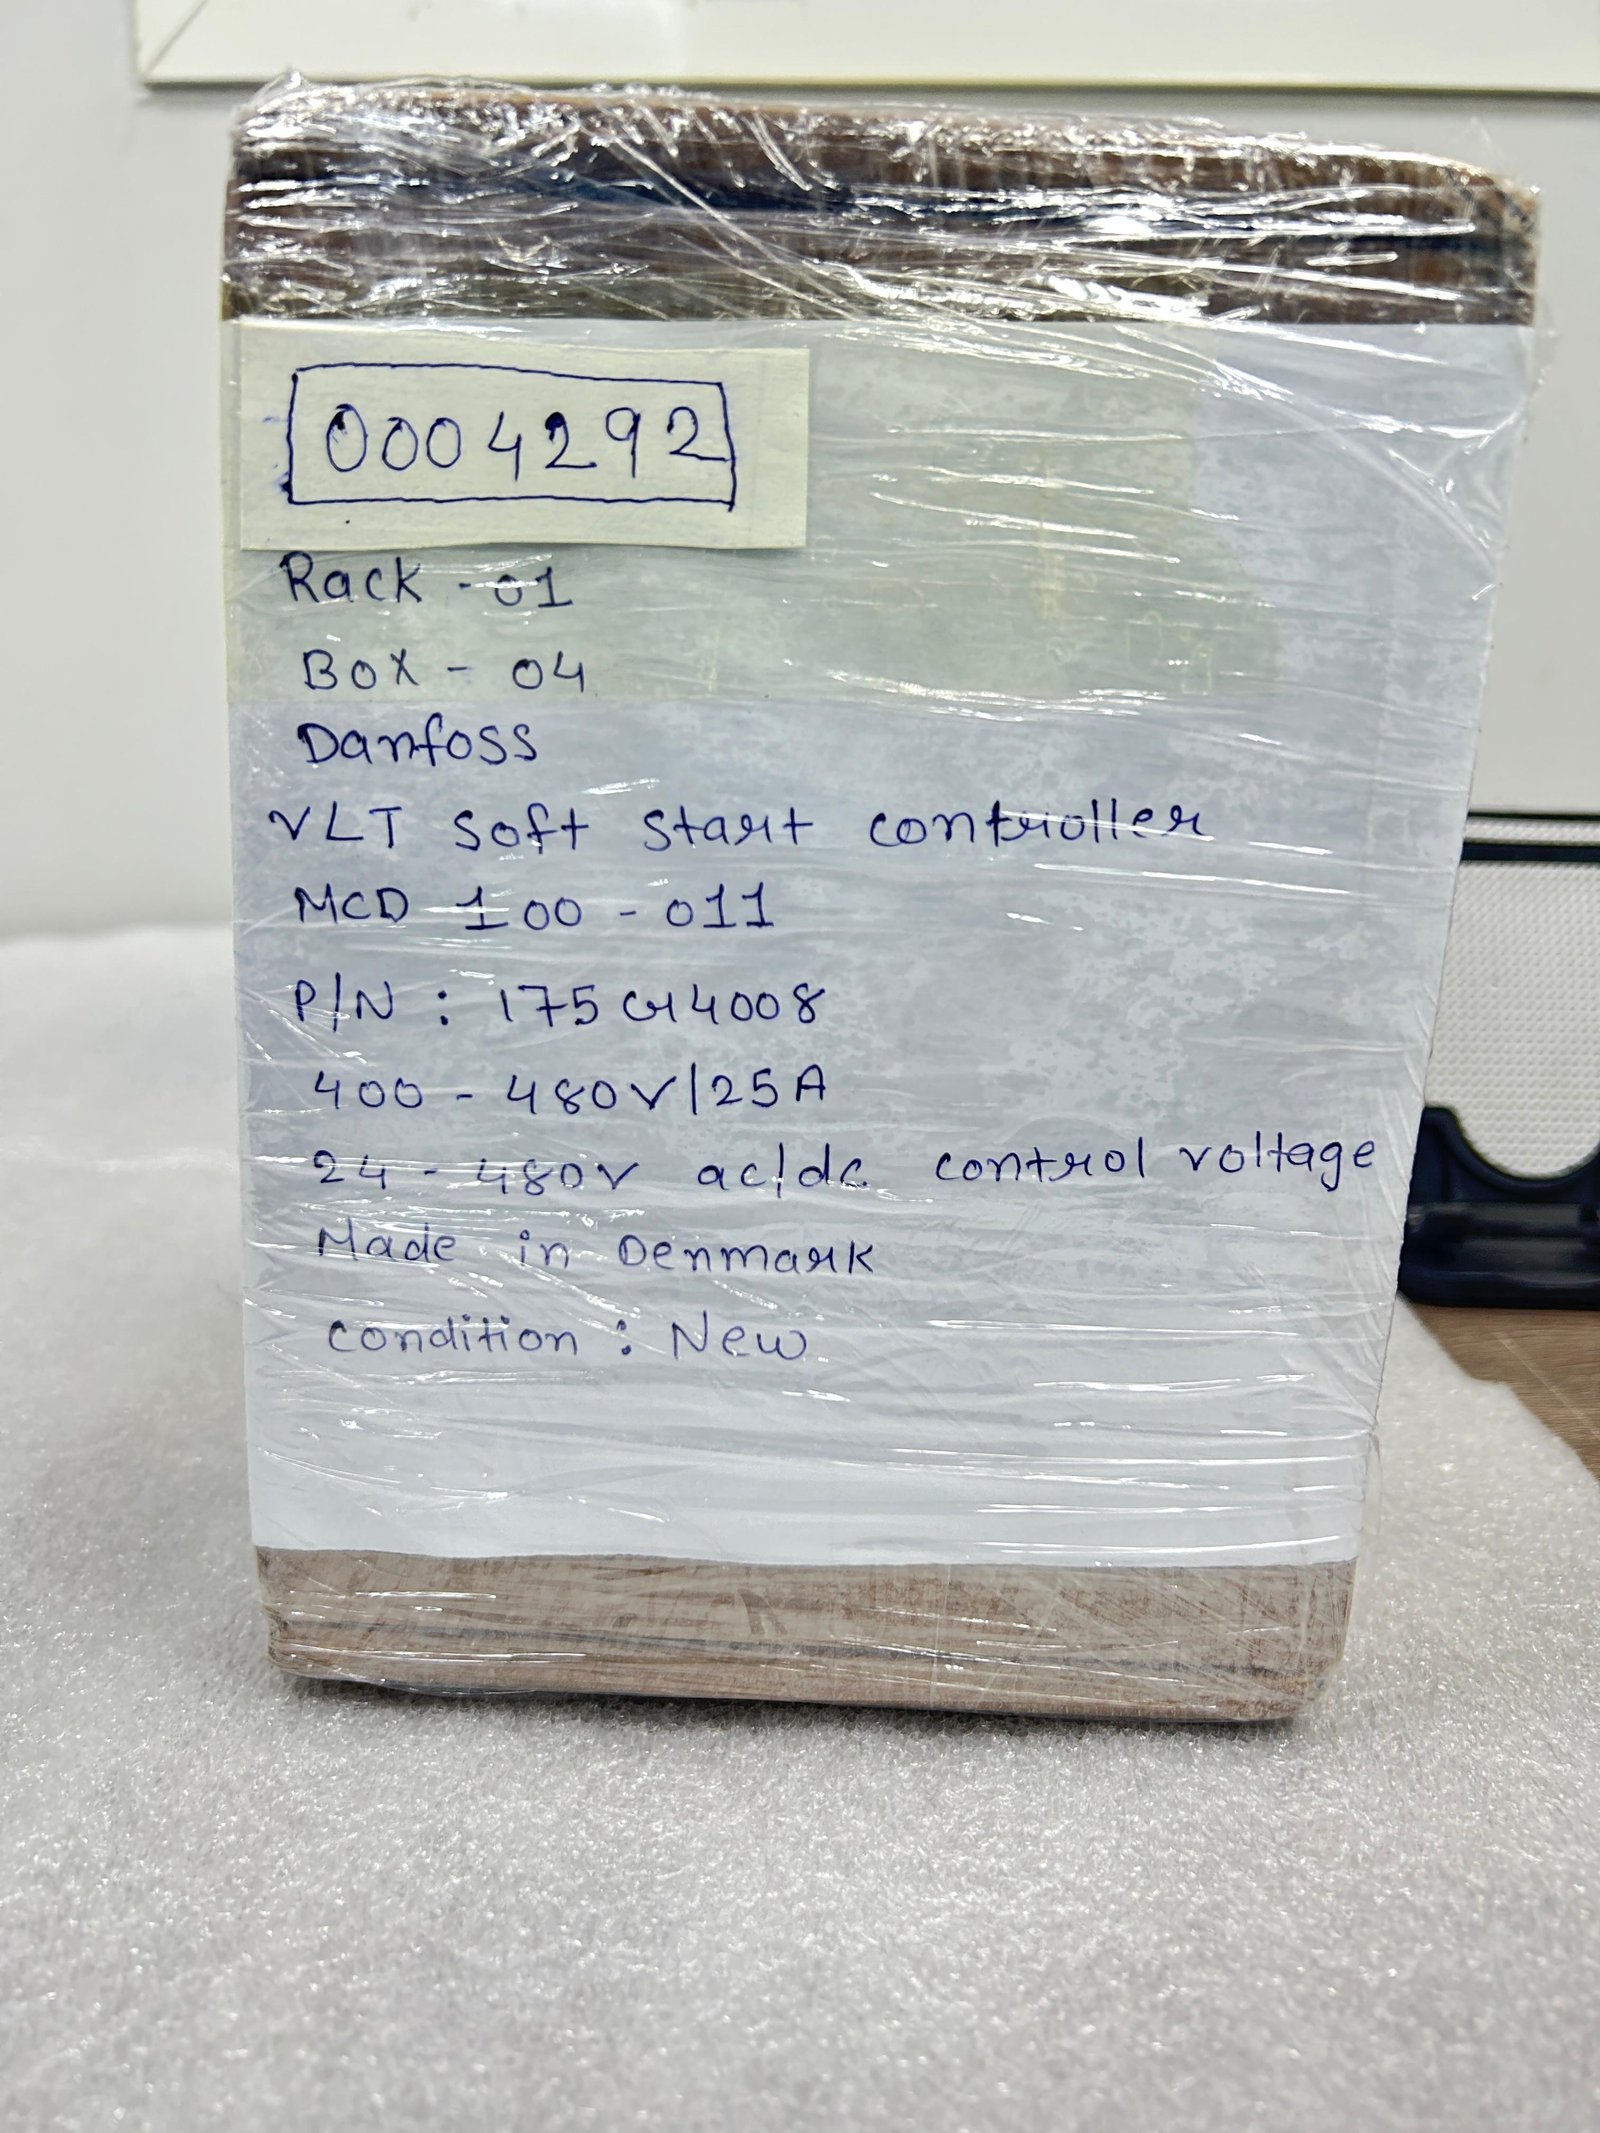 0004292
Rack - 01
Box - 04
Danfoss
VLT Soft Start controller
MCD 100 - 011
P/N : 175G4008
400 - 480V/25A
24 - 480V ac/dc control voltage
Made in Denmark
condition : New